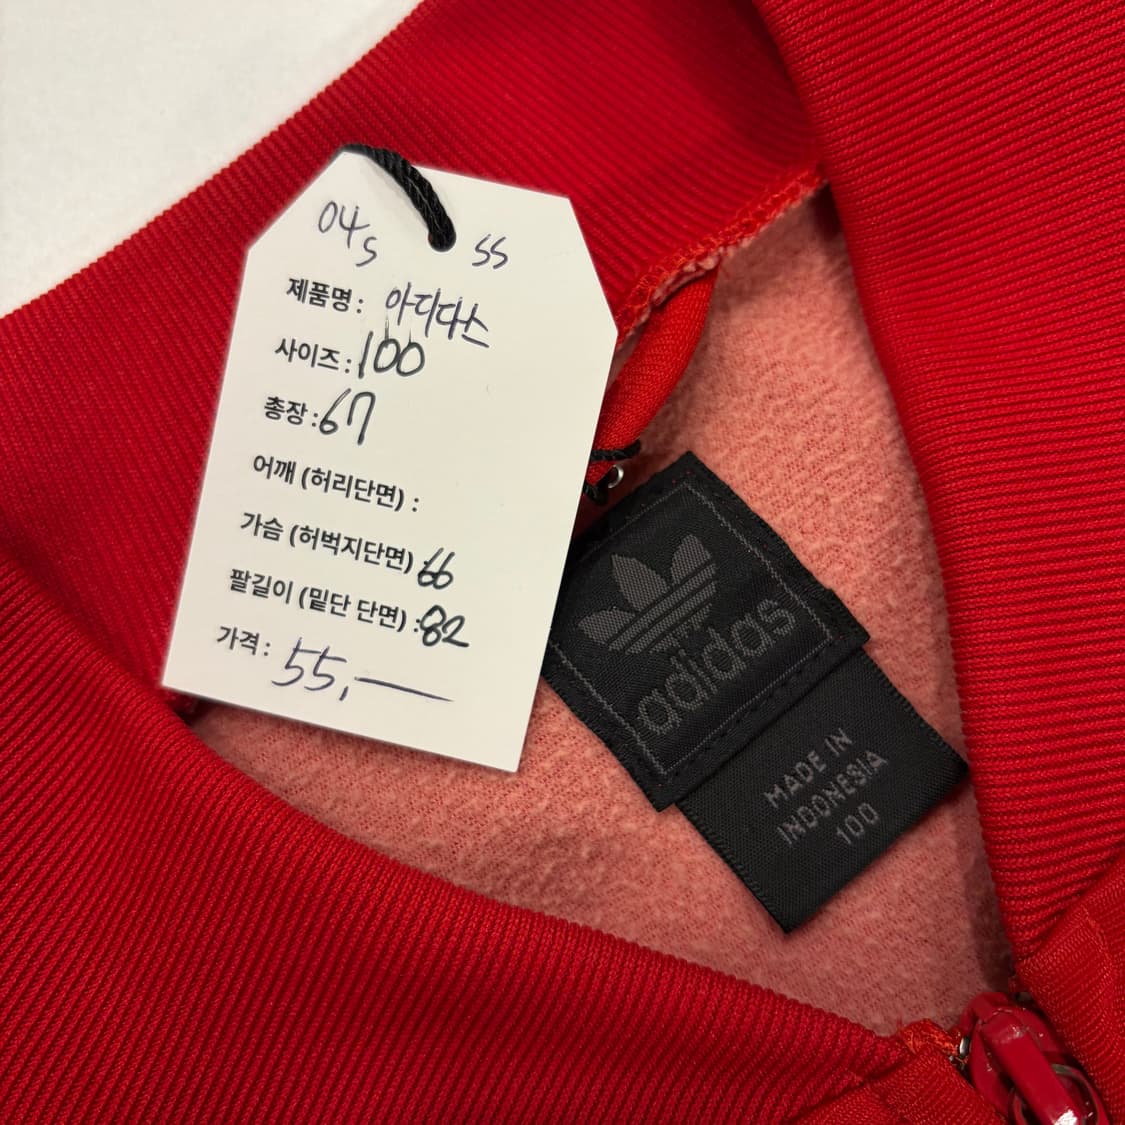 04's SS
제품명 : 아디다스
사이즈 : 100
총장 : 67
어깨 (허리단면) :
가슴 (허벅지단면) : 66
팔길이 (밑단 단면) : 82
가격 : 55,—
adidas
MADE IN
INDONESIA
100